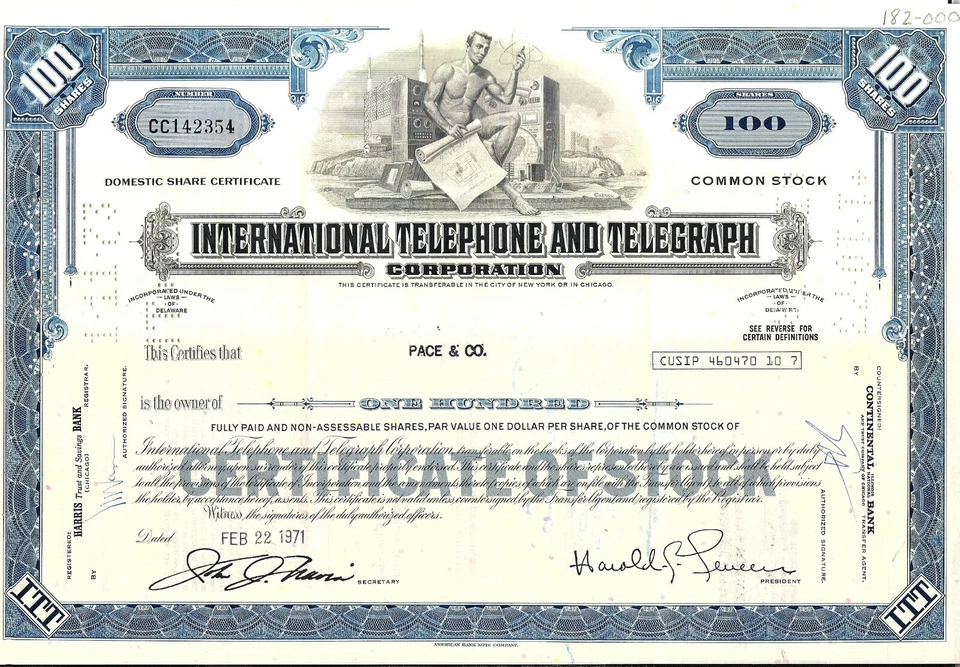 182-000
100
SHARES
100
SHARES
NUMBER
CC142354
SHARES
100
DOMESTIC SHARE CERTIFICATE
COMMON STOCK
INTERNATIONAL TELEPHONE AND TELEGRAPH
CORPORATION
THIS CERTIFICATE IS TRANSFERABLE IN THE CITY OF NEW YORK OR IN CHICAGO.
INCORPORATED UNDER THE
LAWS
OF
DELAWARE
INCORPORATED UNDER THE
LAWS
OF
DELAWARE
SEE REVERSE FOR
CERTAIN DEFINITIONS
This Certifies that
PACE & CO.
CUSIP 460470 10 7
is the owner of
ONE HUNDRED
FULLY PAID AND NON-ASSESSABLE SHARES, PAR VALUE ONE DOLLAR PER SHARE, OF THE COMMON STOCK OF
International Telephone and Telegraph Corporation, transferable on the books of the Corporation by the holder hereof in person or by duly
authorized attorney upon surrender of this certificate properly endorsed. This certificate and the shares represented hereby are issued and shall be held subject
to all the provisions of the Certificate of Incorporation and the amendments thereto (copies of which are on file with the Transfer Agent), to all of which provisions
the holder, by acceptance hereof, assents. This certificate is not valid unless countersigned by the Transfer Agent and registered by the Registrar.
Witness, the signatures of the duly authorized officers.
Dated FEB 22 1971
SECRETARY
Harold S. Geneen
PRESIDENT
REGISTERED:
HARRIS Trust and Savings BANK
(CHICAGO) REGISTRAR,
BY
AUTHORIZED SIGNATURE.
COUNTERSIGNED:
CONTINENTAL ILLINOIS NATIONAL BANK
AND TRUST COMPANY OF CHICAGO TRANSFER AGENT,
BY
AUTHORIZED SIGNATURE.
ITT
ITT
AMERICAN BANK NOTE COMPANY.